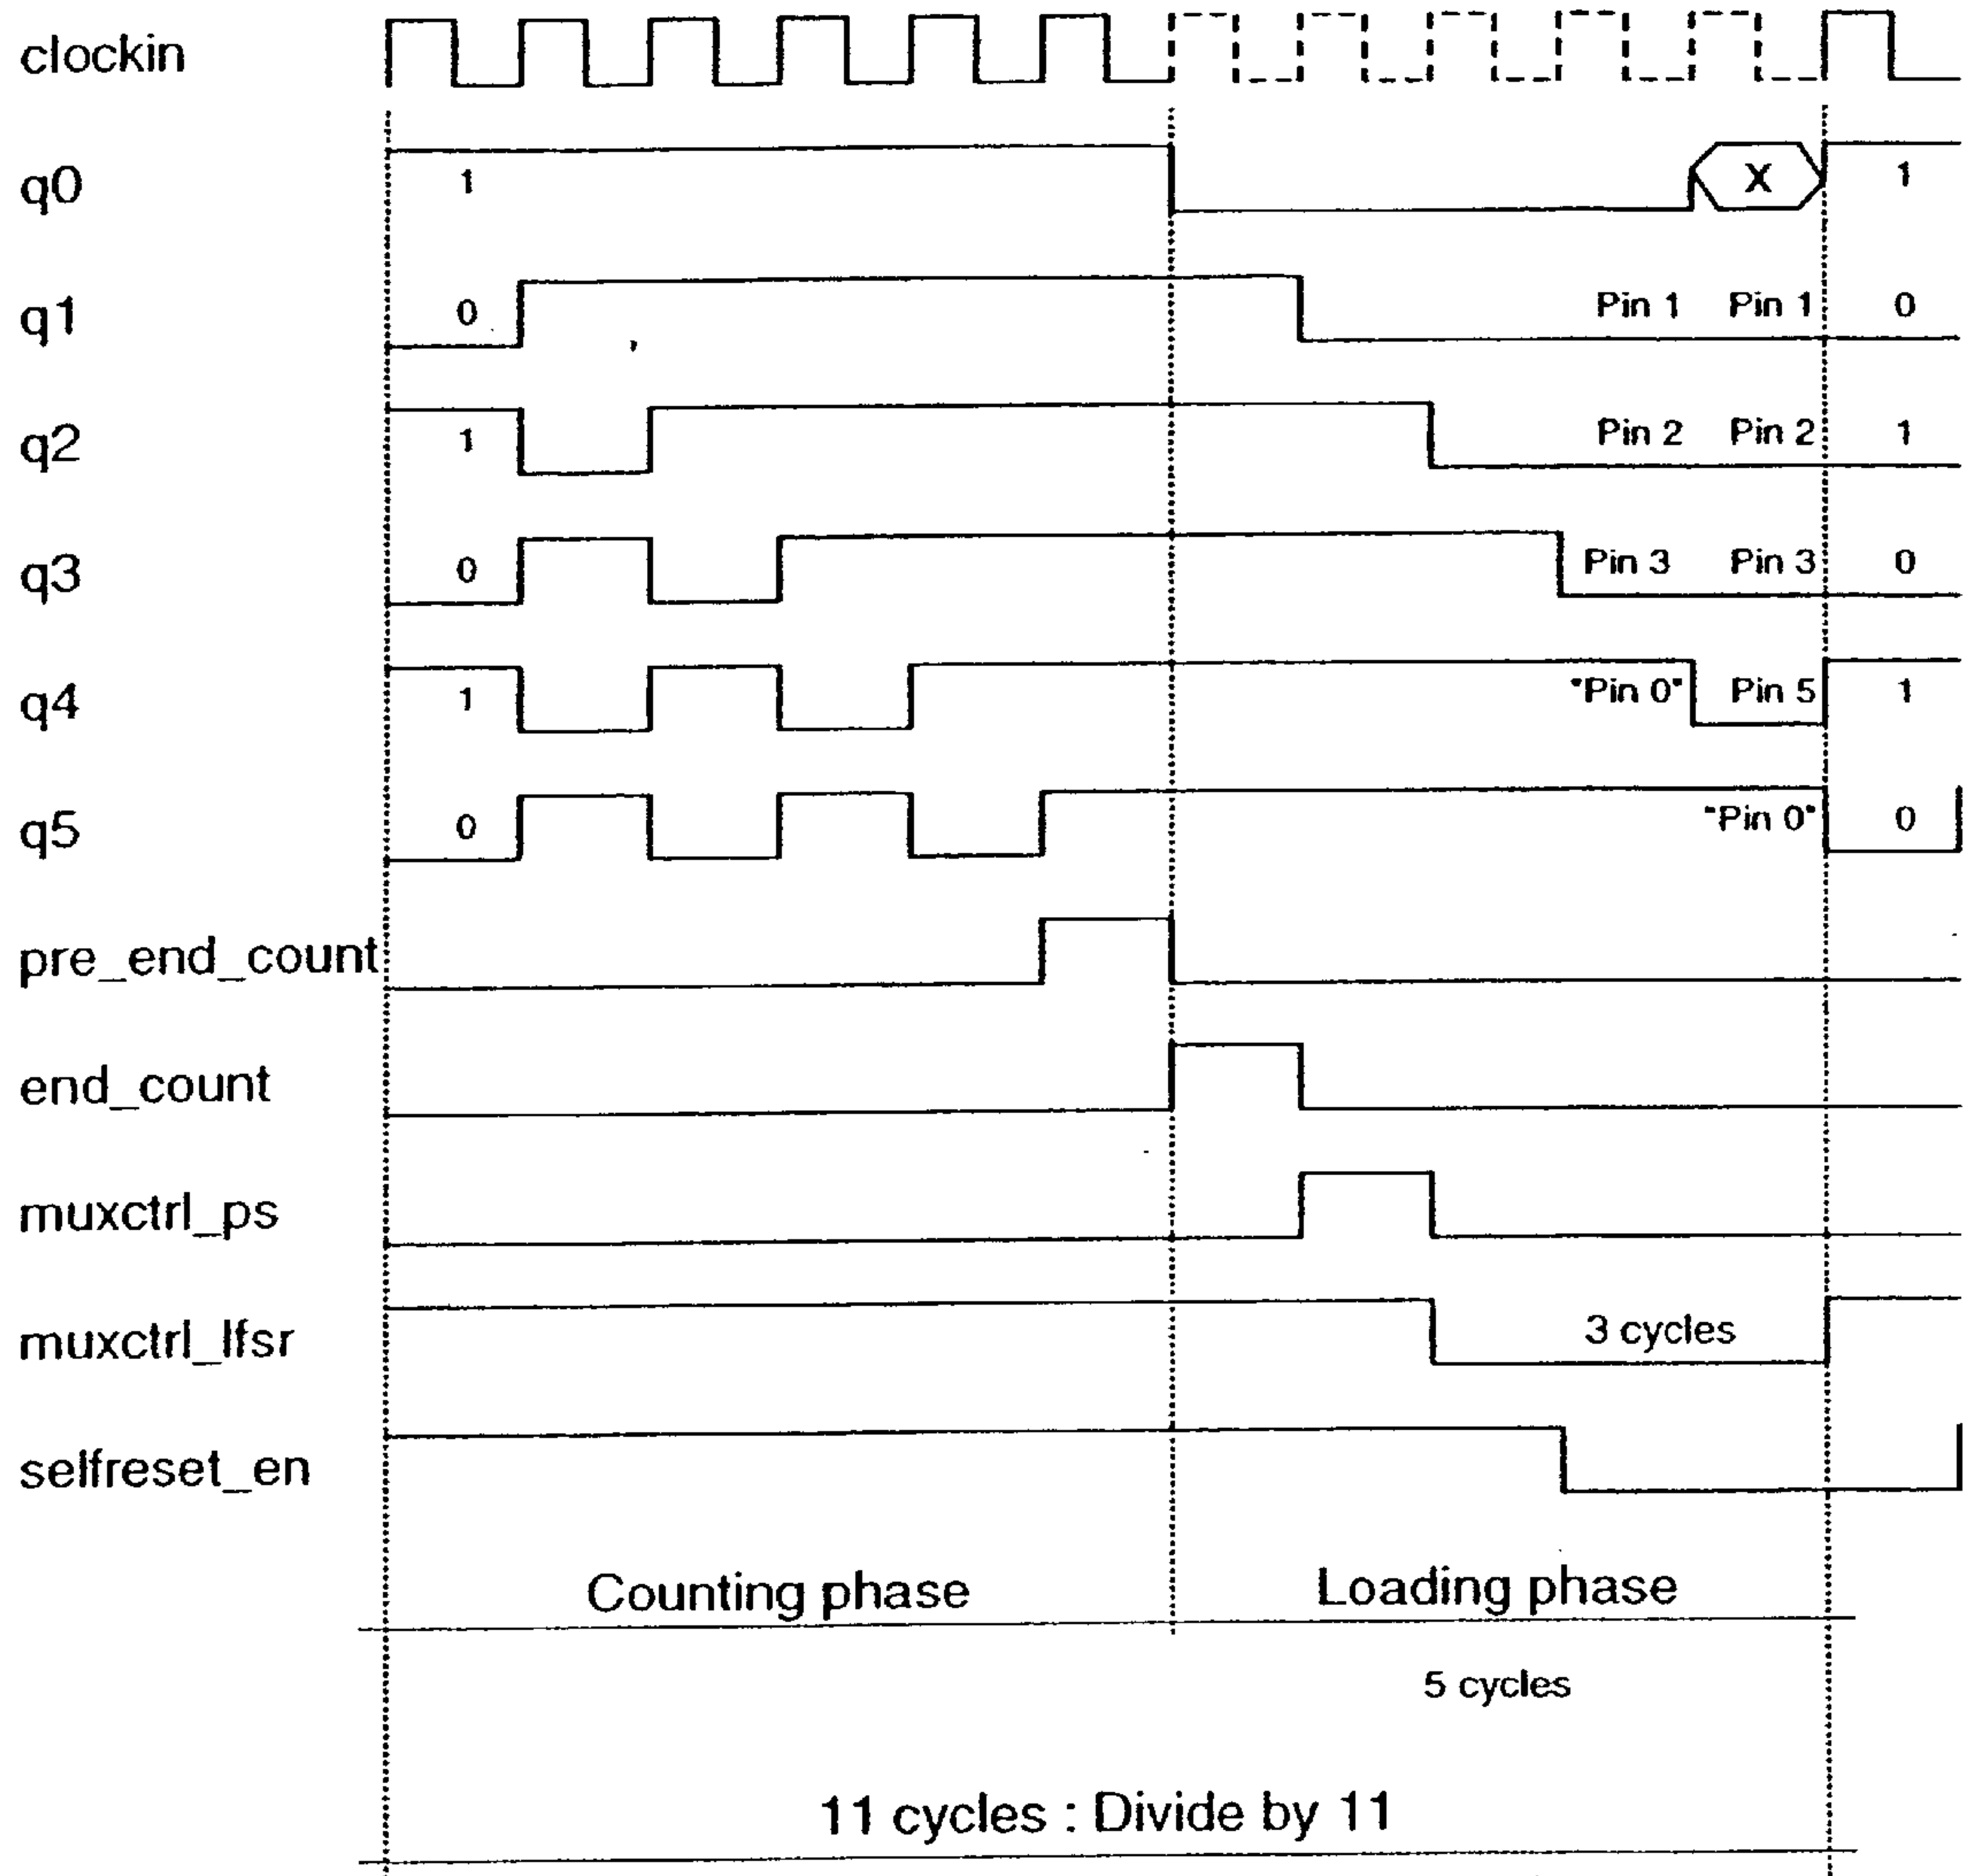 clockin
q0 1 X 1
q1 0 Pin 1 Pin 1 0
q2 1 Pin 2 Pin 2 1
q3 0 Pin 3 Pin 3 0
q4 1 "Pin 0" Pin 5 1
q5 0 "Pin 0" 0
pre_end_count
end_count
muxctrl_ps
muxctrl_lfsr 3 cycles
selfreset_en
Counting phase Loading phase
5 cycles
11 cycles : Divide by 11